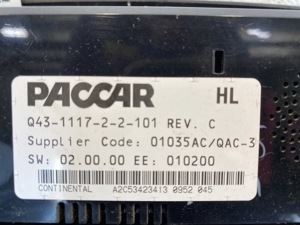 PACCAR HL
Q43-1117-2-2-101 REV. C
Supplier Code: 01035AC/QAC-3
SW: 02.00.00 EE: 010200
CONTINENTAL A2C53423413 0952 045